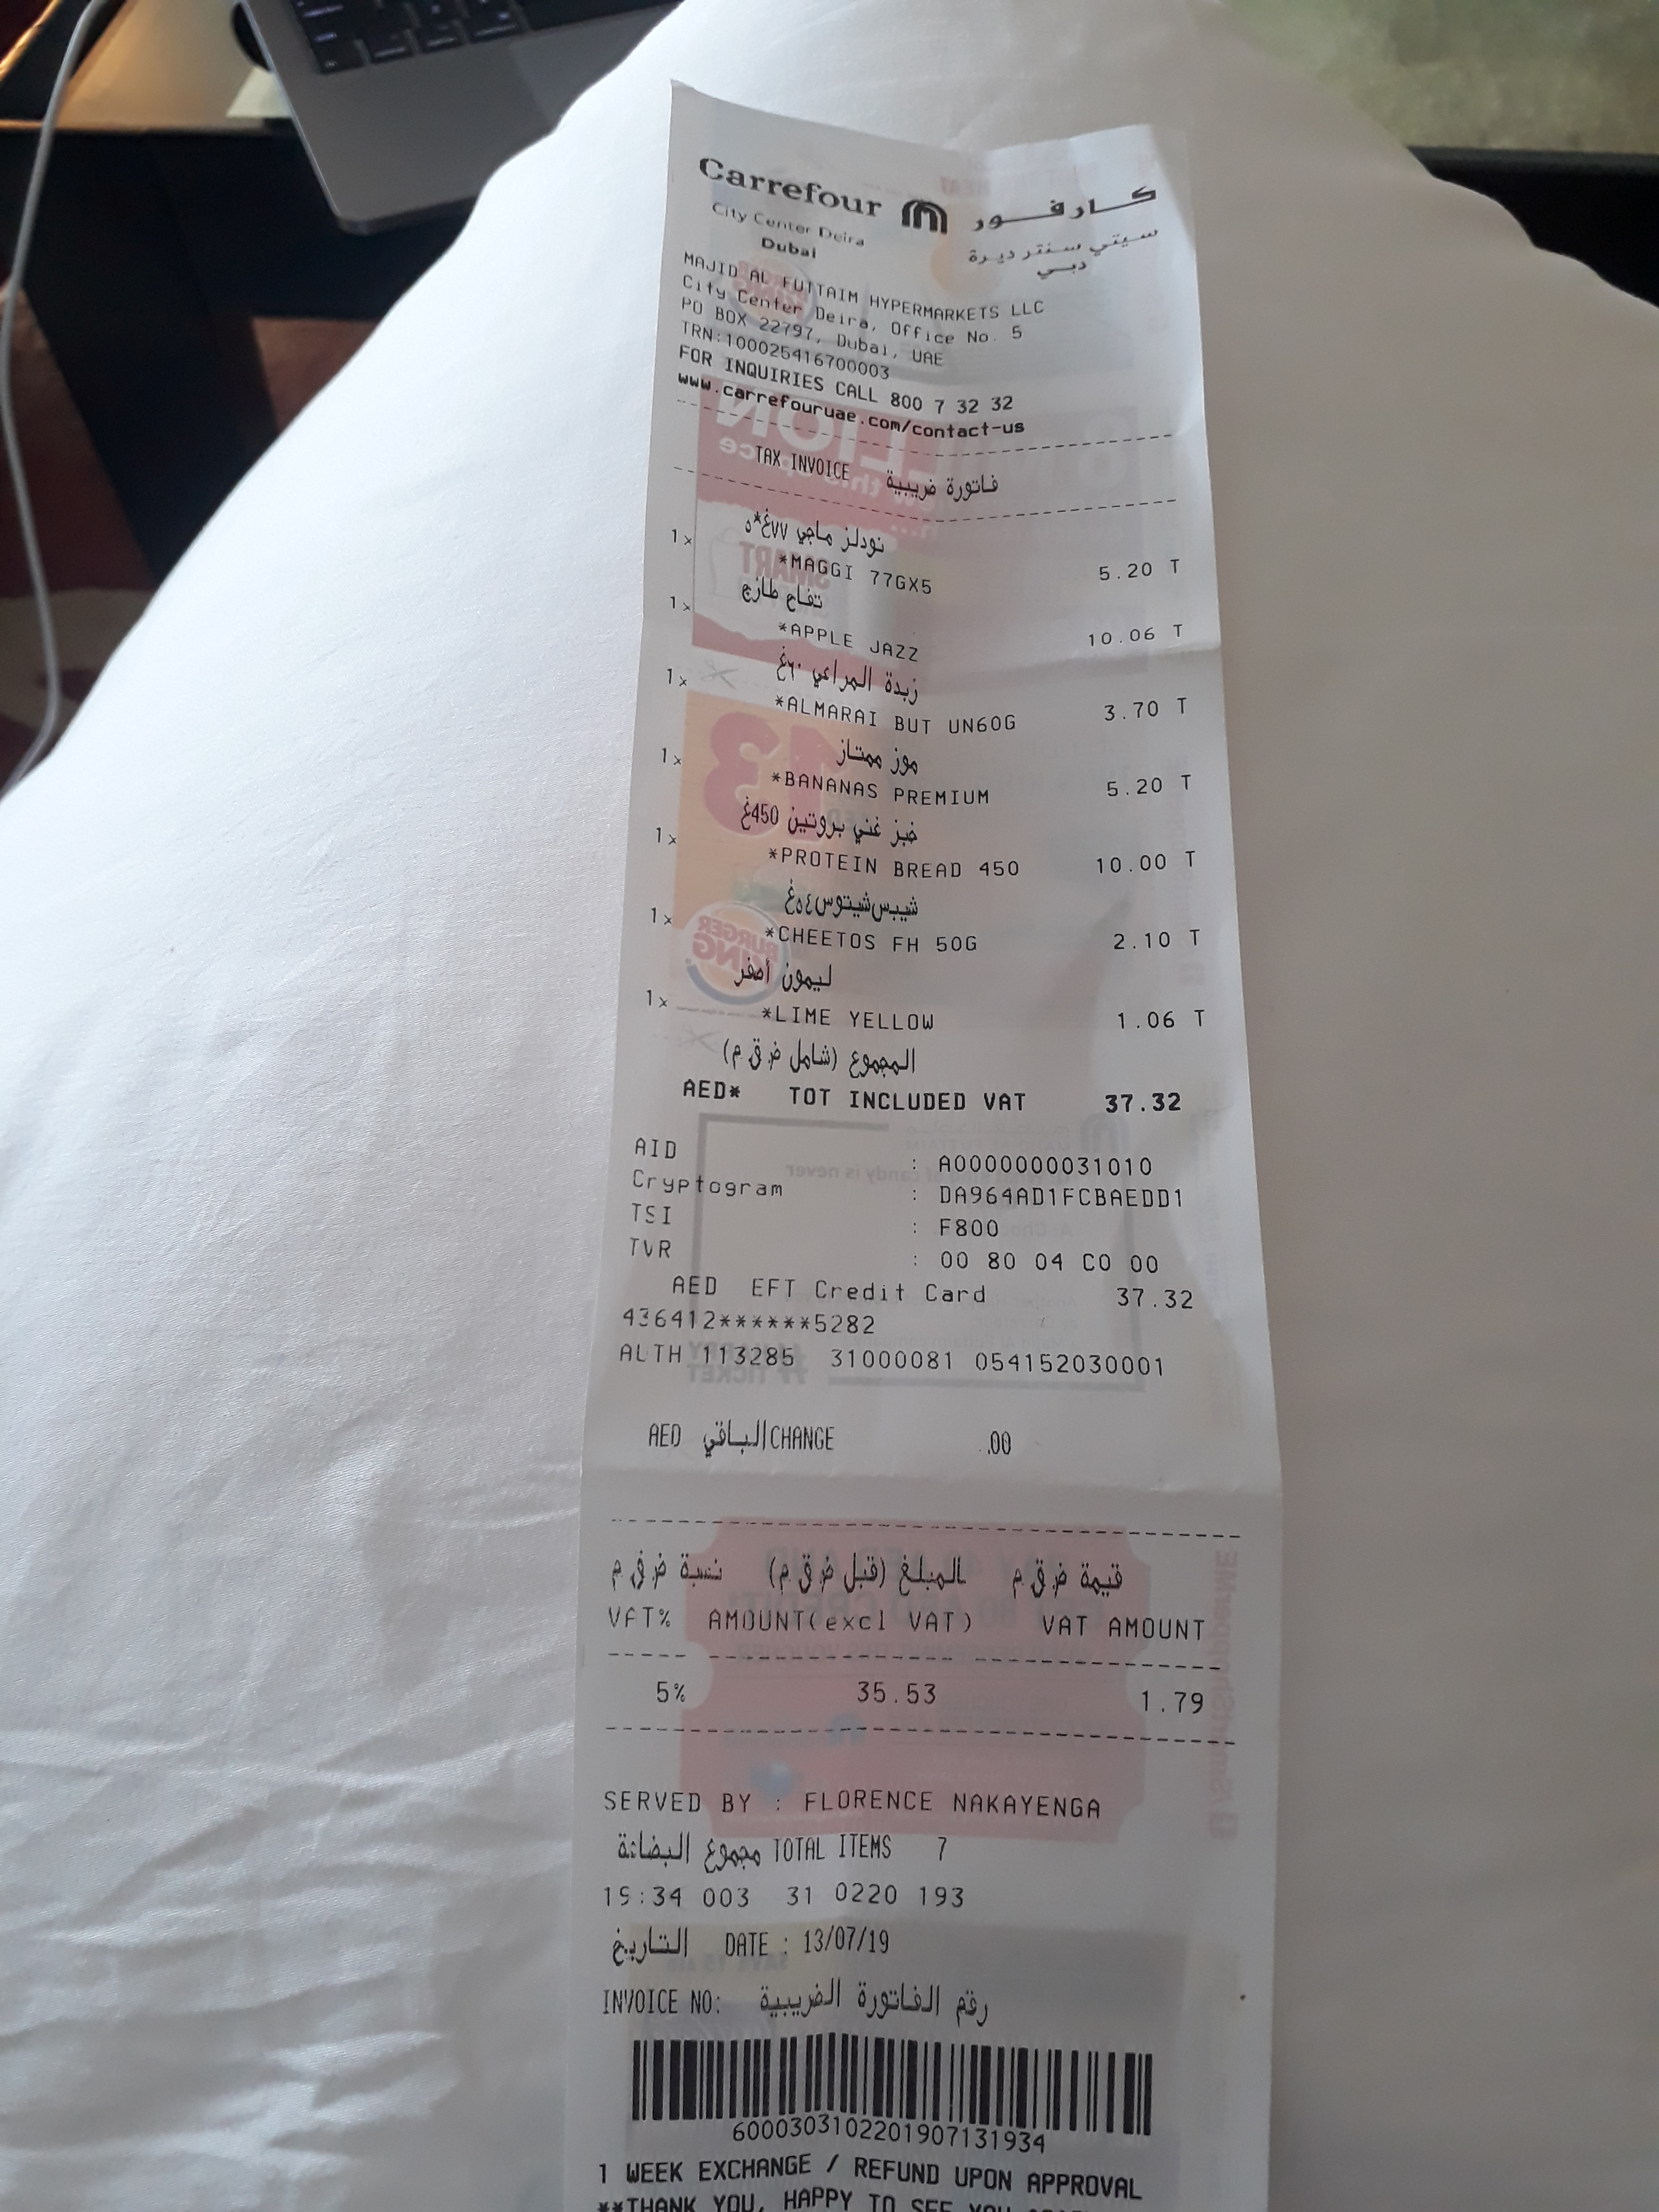 Carrefour كارفور
City Center Deira سيتي سنتر ديرة
Dubai دبي
MAJID AL FUTTAIM HYPERMARKETS LLC
City Center Deira, Office No. 5
PO BOX 22797, Dubai, UAE
TRN:100025416700003
FOR INQUIRIES CALL 800 7 32 32
www.carrefouruae.com/contact-us
TAX INVOICE فاتورة ضريبية
نودلز ماجي ٧٧غ*٥
1x *MAGGI 77GX5 5.20 T
تفاح طازج
1x *APPLE JAZZ 10.06 T
زبدة المراعي ٦٠غ
1x *ALMARAI BUT UN60G 3.70 T
موز ممتاز
1x *BANANAS PREMIUM 5.20 T
خبز غني بروتين 450غ
1x *PROTEIN BREAD 450 10.00 T
شيبس شيتوس٥٤غ
1x *CHEETOS FH 50G 2.10 T
ليمون أصفر
1x *LIME YELLOW 1.06 T
المجموع (شامل ض ق م)
AED* TOT INCLUDED VAT 37.32
AID : A0000000031010
Cryptogram : DA964AD1FCBAEDD1
TSI : F800
TVR : 00 80 04 C0 00
AED EFT Credit Card 37.32
436412******5282
AUTH 113285 31000081 054152030001
AED الباقي CHANGE .00
نسبة ض ق م المبلغ (قبل ض ق م) قيمة ض ق م
VAT% AMOUNT(excl VAT) VAT AMOUNT
5% 35.53 1.79
SERVED BY : FLORENCE NAKAYENGA
مجموع البضاعة TOTAL ITEMS 7
19:34 003 31 0220 193
التاريخ DATE : 13/07/19
INVOICE NO: رقم الفاتورة الضريبية
6000303102201907131934
1 WEEK EXCHANGE / REFUND UPON APPROVAL
**THANK YOU, HAPPY TO SEE YOU